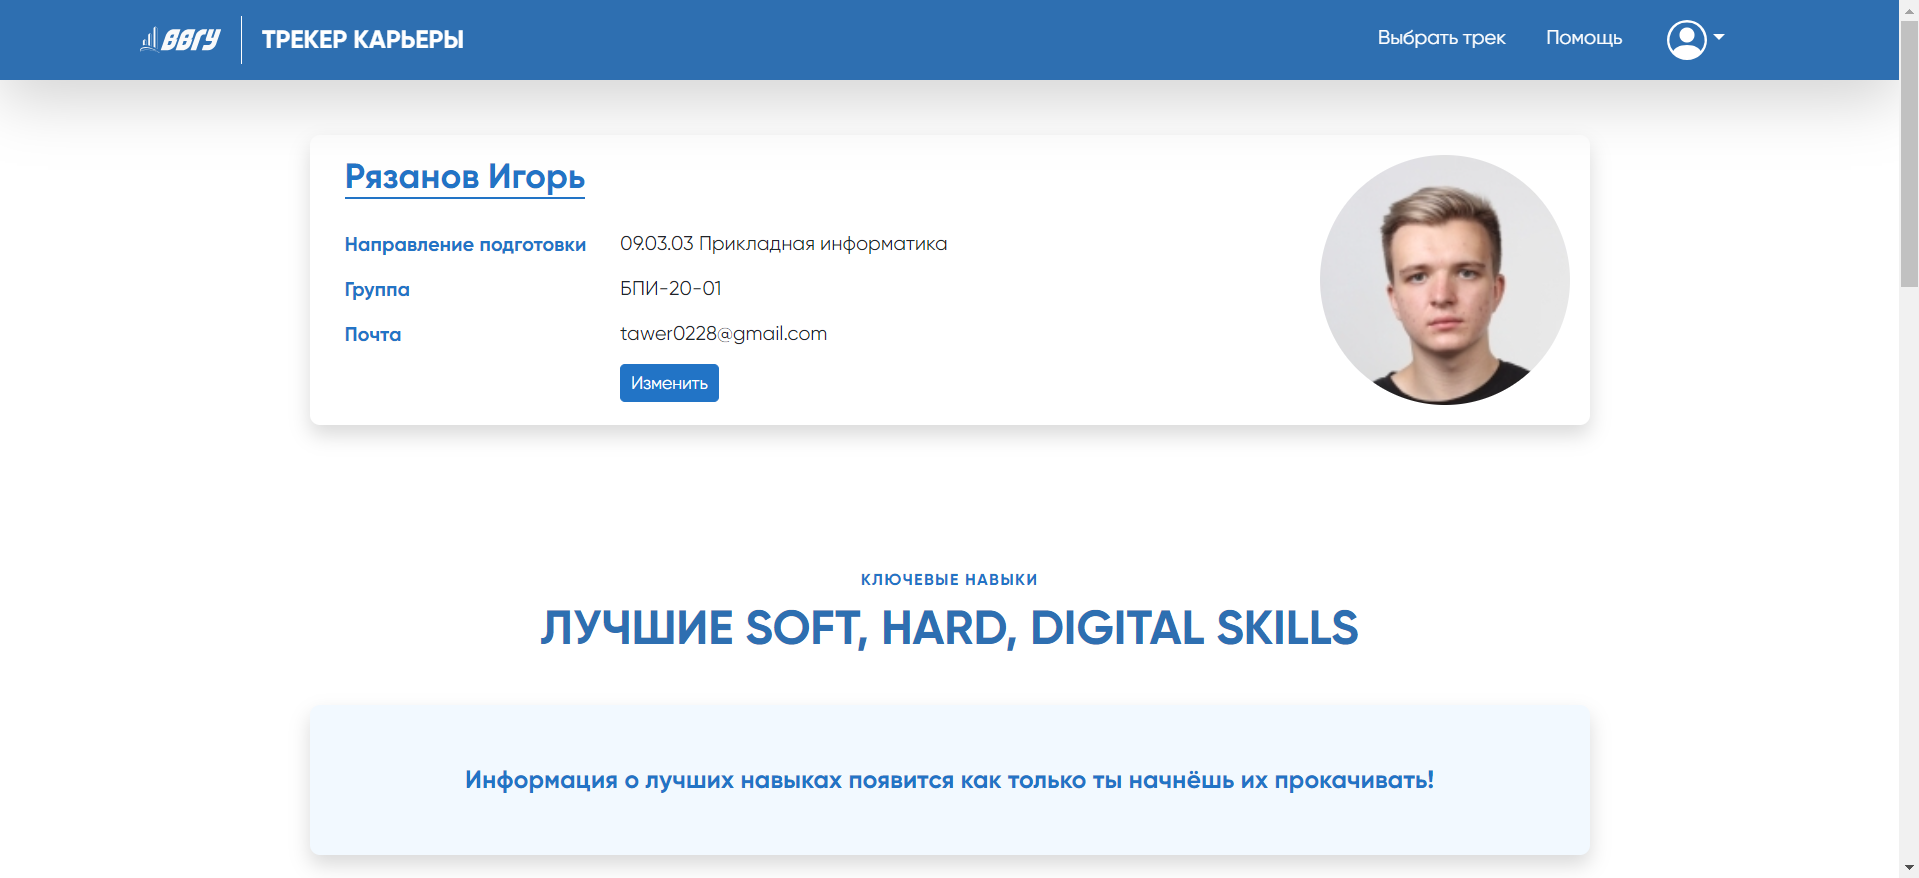 ВВГУ ТРЕКЕР КАРЬЕРЫ Выбрать трек Помощь
Рязанов Игорь
Направление подготовки 09.03.03 Прикладная информатика
Группа БПИ-20-01
Почта tawer0228@gmail.com
Изменить
КЛЮЧЕВЫЕ НАВЫКИ
ЛУЧШИЕ SOFT, HARD, DIGITAL SKILLS
Информация о лучших навыках появится как только ты начнёшь их прокачивать!